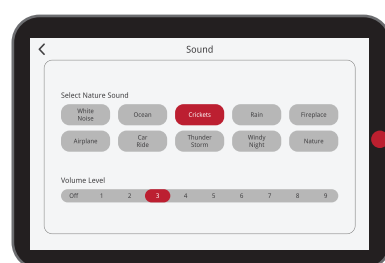 Sound
Select Nature Sound
White
Noise
Ocean
Crickets
Rain
Fireplace
Airplane
Car
Ride
Thunder
Storm
Windy
Night
Nature
Volume Level
Off 1 2 3 4 5 6 7 8 9